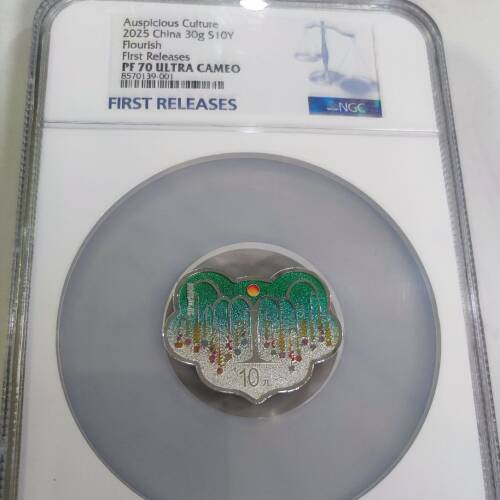 Auspicious Culture
2025 China 30g S10Y
Flourish
First Releases
PF 70 ULTRA CAMEO
8570139-001
FIRST RELEASES
NGC
10元